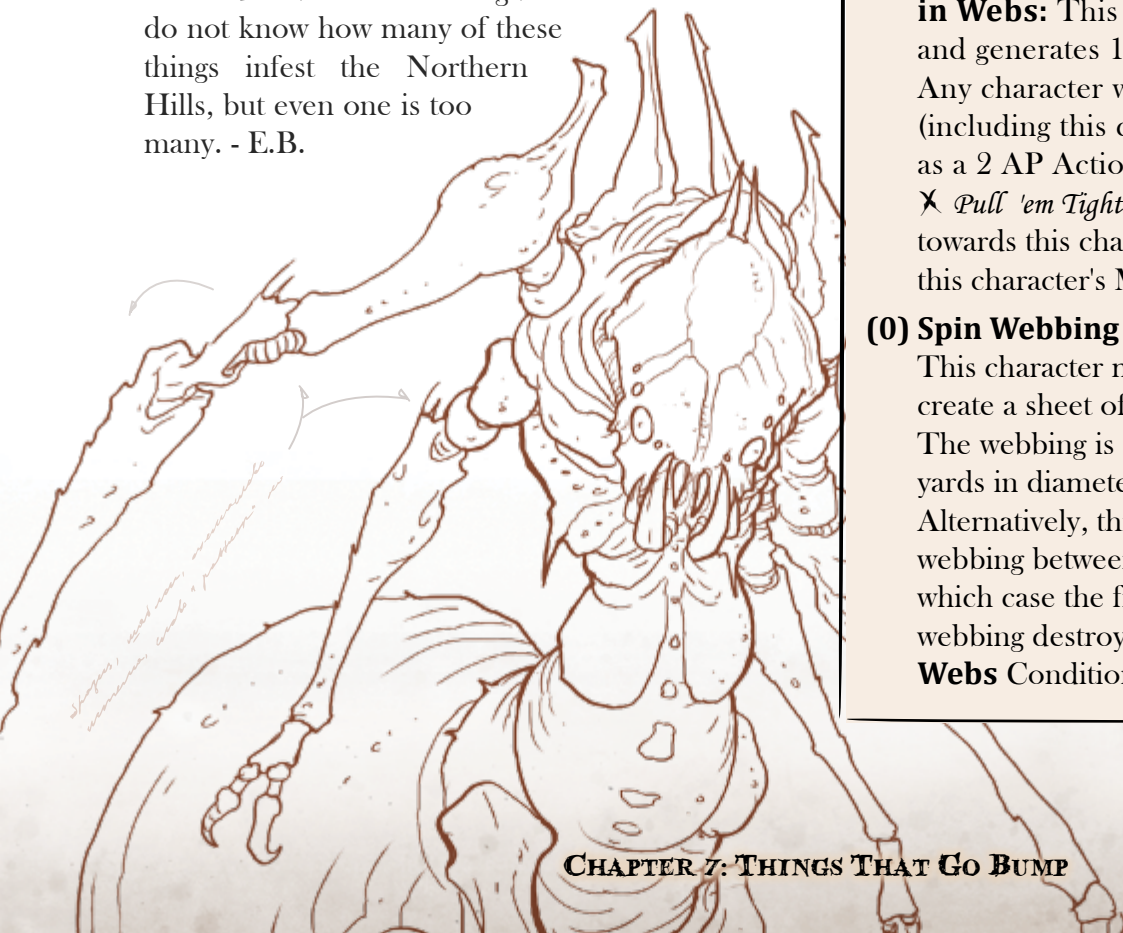 do not know how many of these
things infest the Northern
Hills, but even one is too
many. - E.B.
in Webs: This
and generates 1
Any character
(including this
as a 2 AP Actio
Pull 'em Tight
towards this cha
this character's
(0) Spin Webbing
This character
create a sheet of
The webbing is
yards in diamete
Alternatively, th
webbing between
which case the
webbing destroy
Webs Condition
CHAPTER 7: THINGS THAT GO BUMP